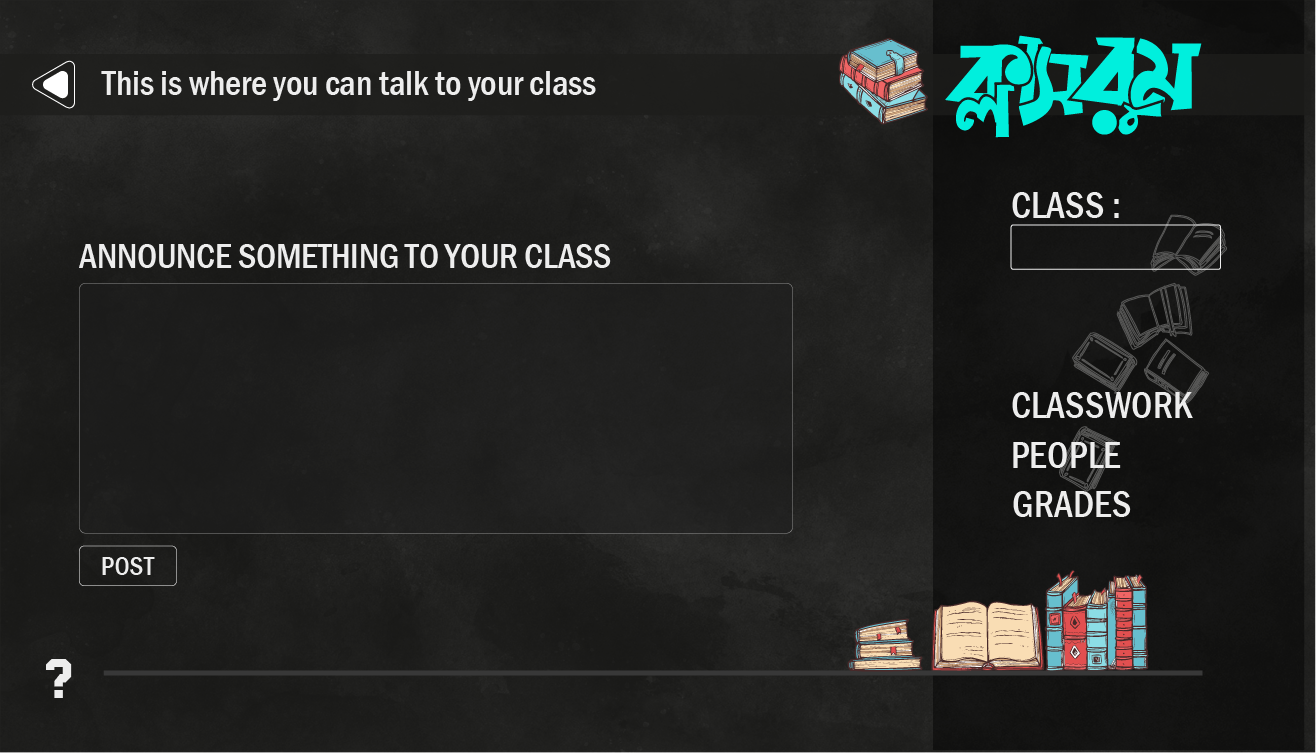 This is where you can talk to your class
ক্লাসরুম
CLASS :
ANNOUNCE SOMETHING TO YOUR CLASS
POST
CLASSWORK
PEOPLE
GRADES
?